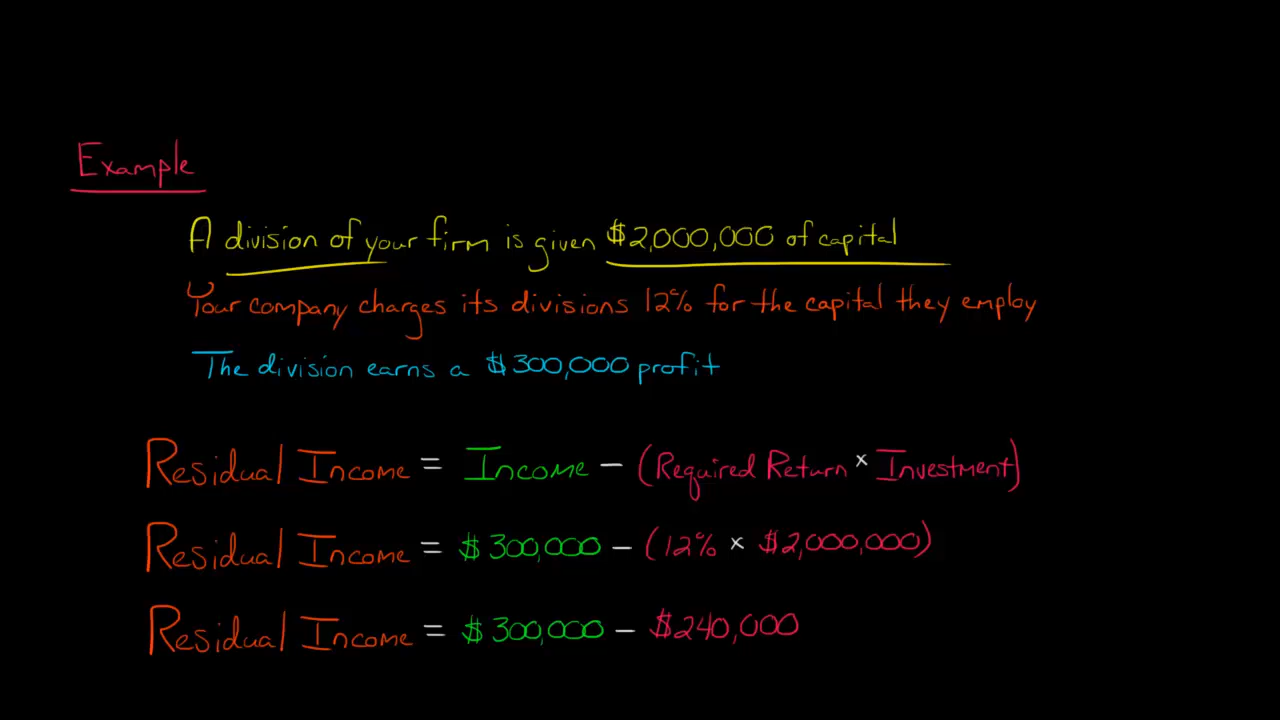 Example
A division of your firm is given $2,000,000 of capital
Your company charges its divisions 12% for the capital they employ
The division earns a $300,000 profit
Residual Income = Income - (Required Return × Investment)
Residual Income = $300,000 - (12% × $2,000,000)
Residual Income = $300,000 - $240,000